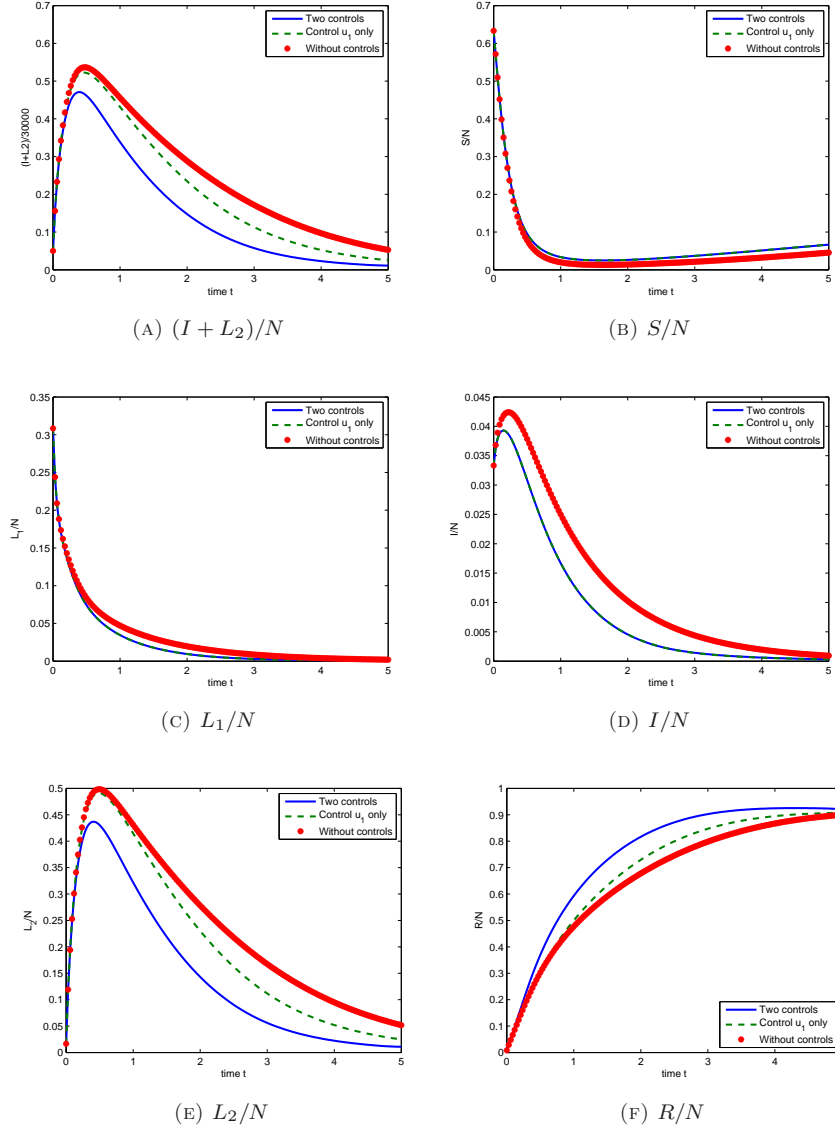 0.7
0.6
0.5
0.4
0.3
0.2
0.1
0
(I+L2)/30000
0 1 2 3 4 5
time t
Two controls
Control u₁ only
Without controls
(A) (I + L₂)/N
0.7
0.6
0.5
0.4
0.3
0.2
0.1
0
S/N
0 1 2 3 4 5
time t
Two controls
Control u₁ only
Without controls
(B) S/N
0.35
0.3
0.25
0.2
0.15
0.1
0.05
0
L₁/N
0 1 2 3 4 5
time t
Two controls
Control u₁ only
Without controls
(C) L₁/N
0.045
0.04
0.035
0.03
0.025
0.02
0.015
0.01
0.005
0
I/N
0 1 2 3 4 5
time t
Two controls
Control u₁ only
Without controls
(D) I/N
0.5
0.45
0.4
0.35
0.3
0.25
0.2
0.15
0.1
0.05
0
L₂/N
0 1 2 3 4 5
time t
Two controls
Control u₁ only
Without controls
(E) L₂/N
1
0.9
0.8
0.7
0.6
0.5
0.4
0.3
0.2
0.1
0
R/N
0 1 2 3 4
time t
Two controls
Control u₁ only
Without controls
(F) R/N